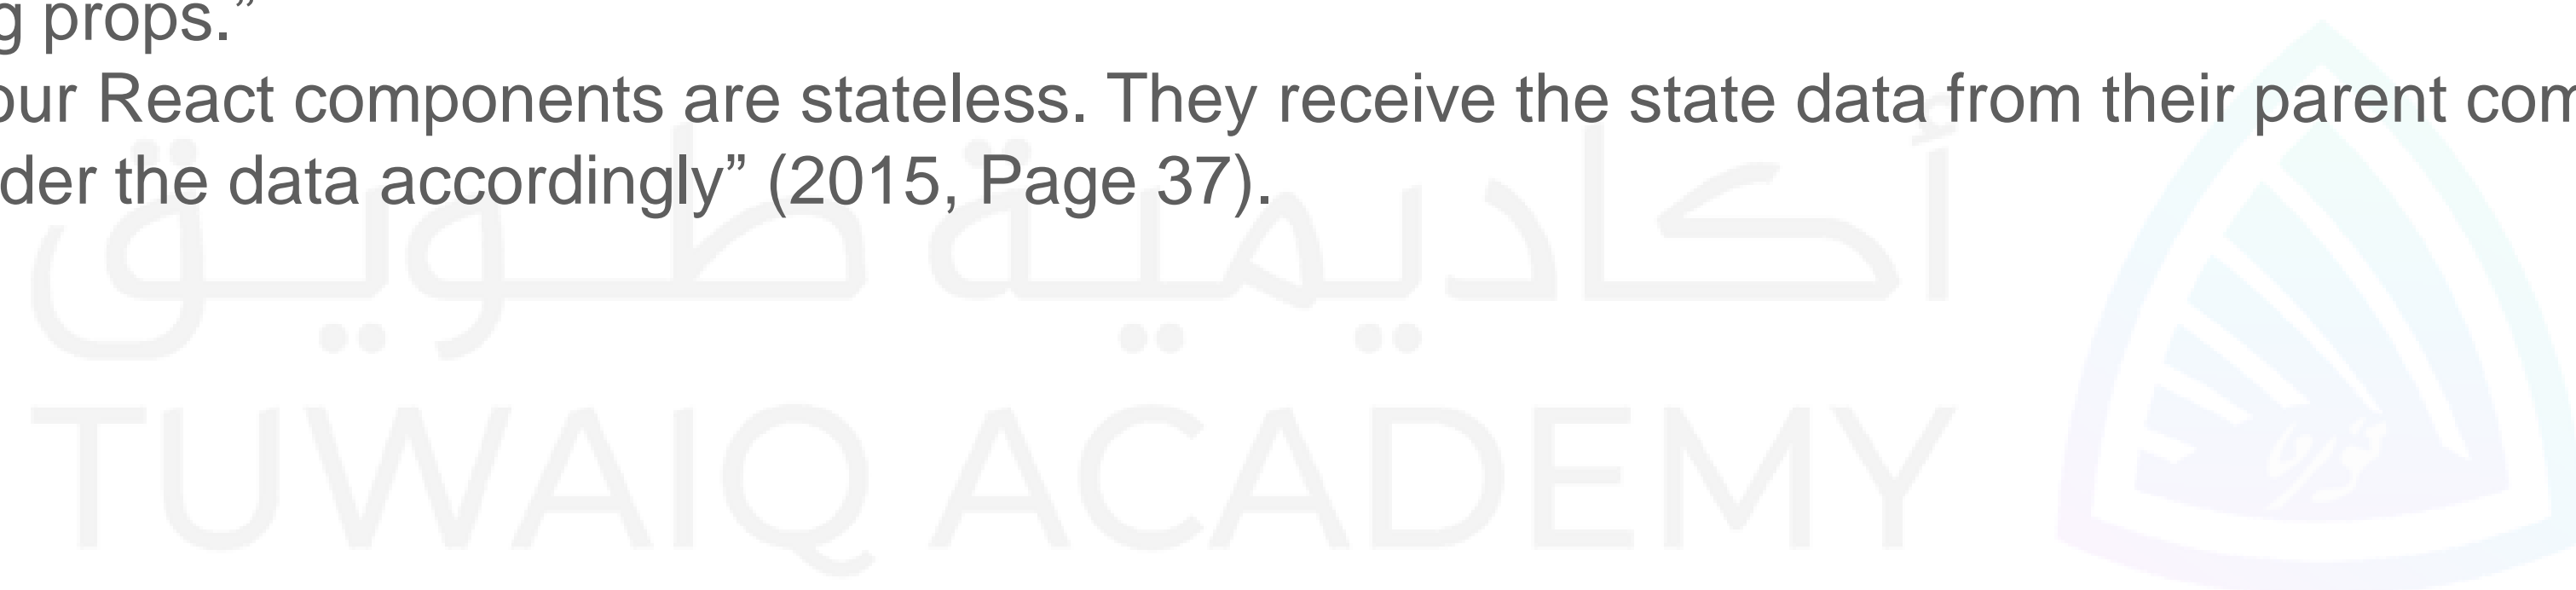 g props.”
our React components are stateless. They receive the state data from their parent com
der the data accordingly” (2015, Page 37).
أكاديمية طويق
TUWAIQ ACADEMY
طويق